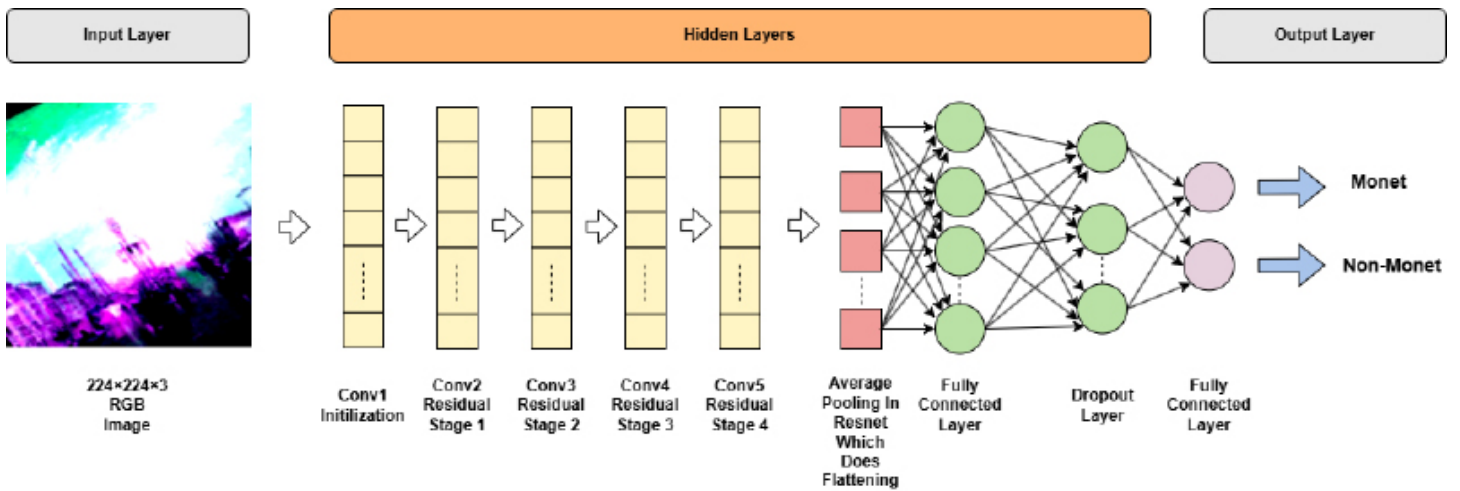 Input Layer
Hidden Layers
Output Layer
Monet
Non-Monet
224×224×3
RGB
Image
Conv1
Initilization
Conv2
Residual
Stage 1
Conv3
Residual
Stage 2
Conv4
Residual
Stage 3
Conv5
Residual
Stage 4
Average
Pooling In
Resnet
Which
Does
Flattening
Fully
Connected
Layer
Dropout
Layer
Fully
Connected
Layer